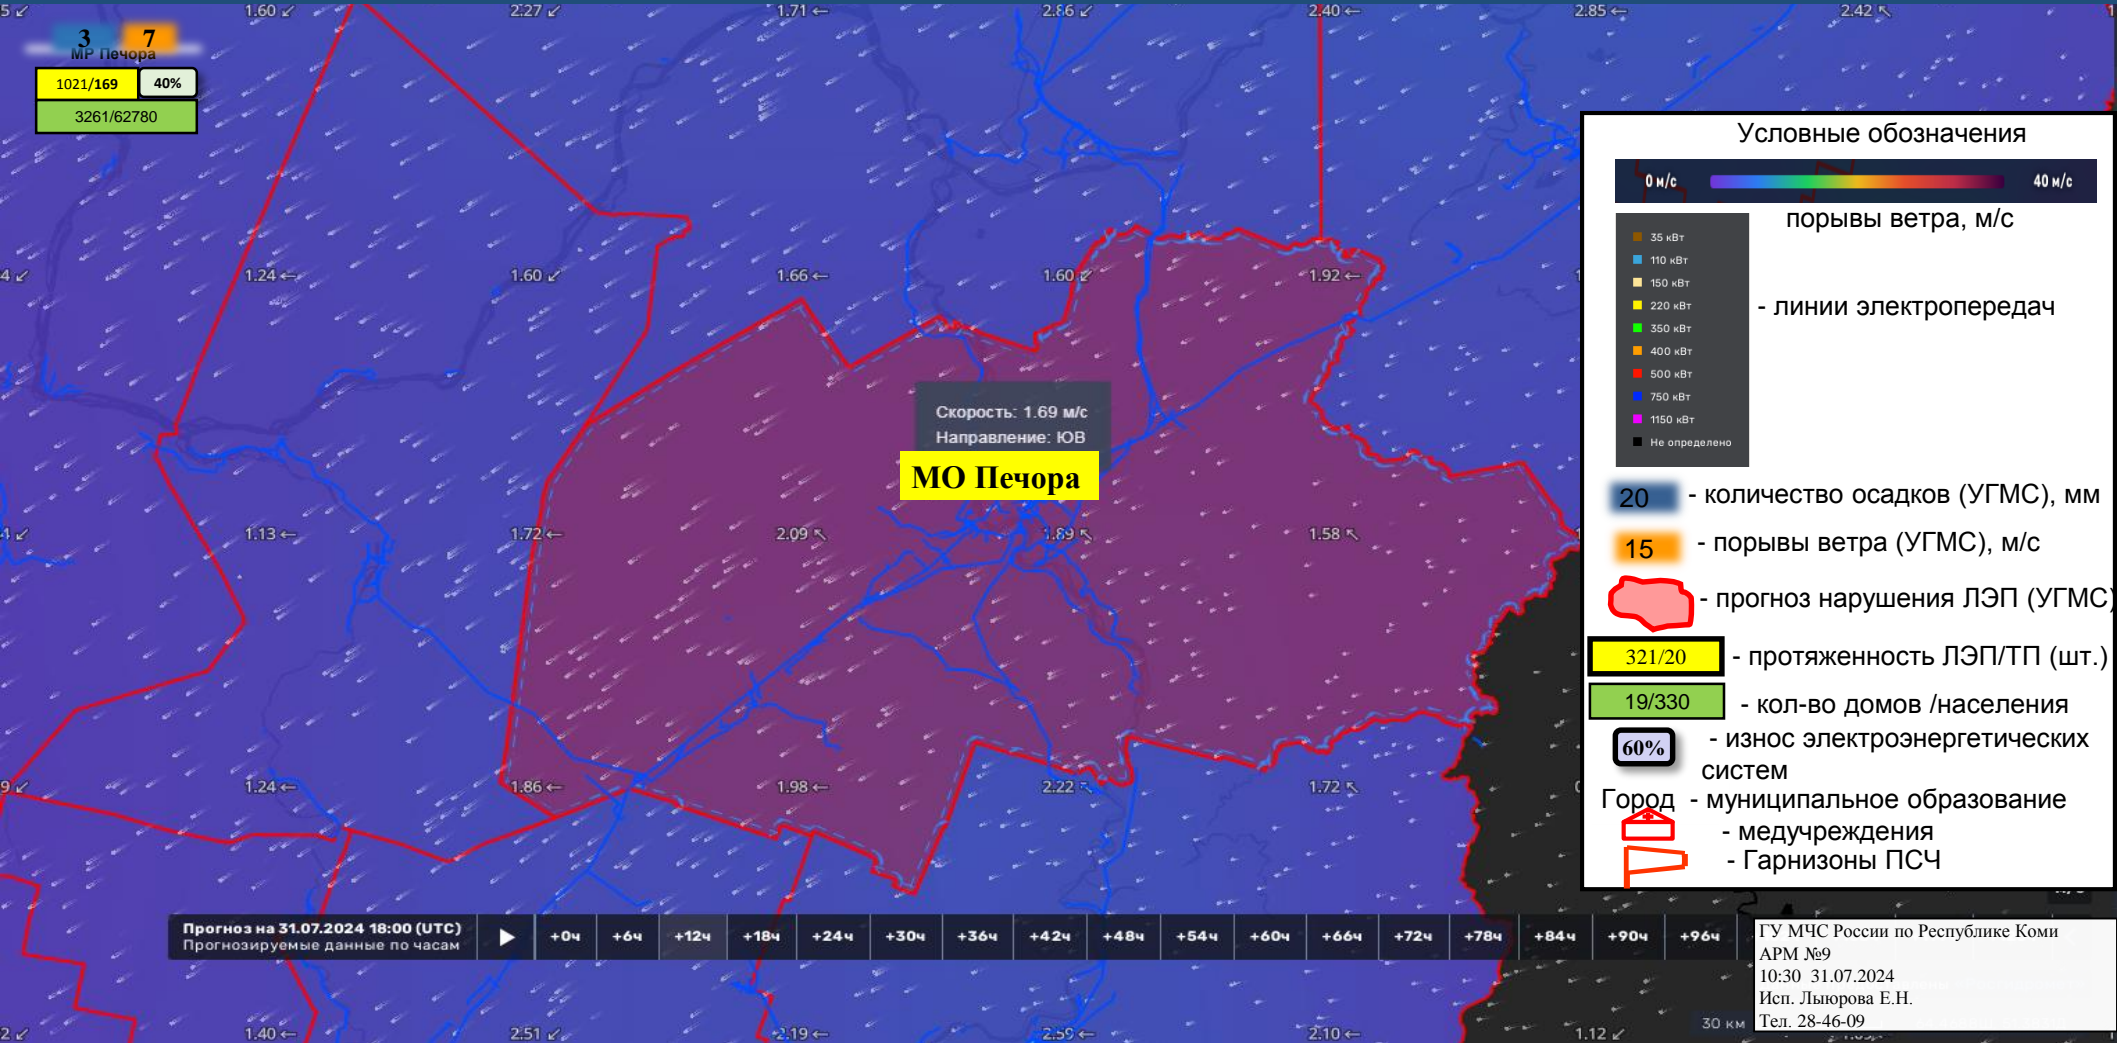 1.60 ↙ 2.27 ↙ 1.71 ← 2.86 ↙ 2.40 ← 2.85 ← 2.42 ↖
3 7
МР Печора
1021/169 40%
3261/62780
1.24 ← 1.60 ↙ 1.66 ← 1.60 ↙ 1.92 ←
Скорость: 1.69 м/с
Направление: ЮВ
МО Печора
1.13 ← 1.72 ← 2.09 ↖ 1.89 ↖ 1.58 ↖
1.24 ← 1.86 ← 1.98 ← 2.22 ↖ 1.72 ↖
Условные обозначения
0 м/с 40 м/с
порывы ветра, м/с
35 кВт
110 кВт
150 кВт
220 кВт
350 кВт
400 кВт
500 кВт
750 кВт
1150 кВт
Не определено
- линии электропередач
20 - количество осадков (УГМС), мм
15 - порывы ветра (УГМС), м/с
- прогноз нарушения ЛЭП (УГМС)
321/20 - протяженность ЛЭП/ТП (шт.)
19/330 - кол-во домов /населения
60% - износ электроэнергетических
систем
Город - муниципальное образование
- медучреждения
- Гарнизоны ПСЧ
Прогноз на 31.07.2024 18:00 (UTC)
Прогнозируемые данные по часам
+0ч +6ч +12ч +18ч +24ч +30ч +36ч +42ч +48ч +54ч +60ч +66ч +72ч +78ч +84ч +90ч +96ч
ГУ МЧС России по Республике Коми
АРМ №9
10:30 31.07.2024
Исп. Лыюрова Е.Н.
Тел. 28-46-09
30 км
1.40 ← 2.51 ↙ 2.19 ← 2.59 ← 2.10 ← 1.12 ↙